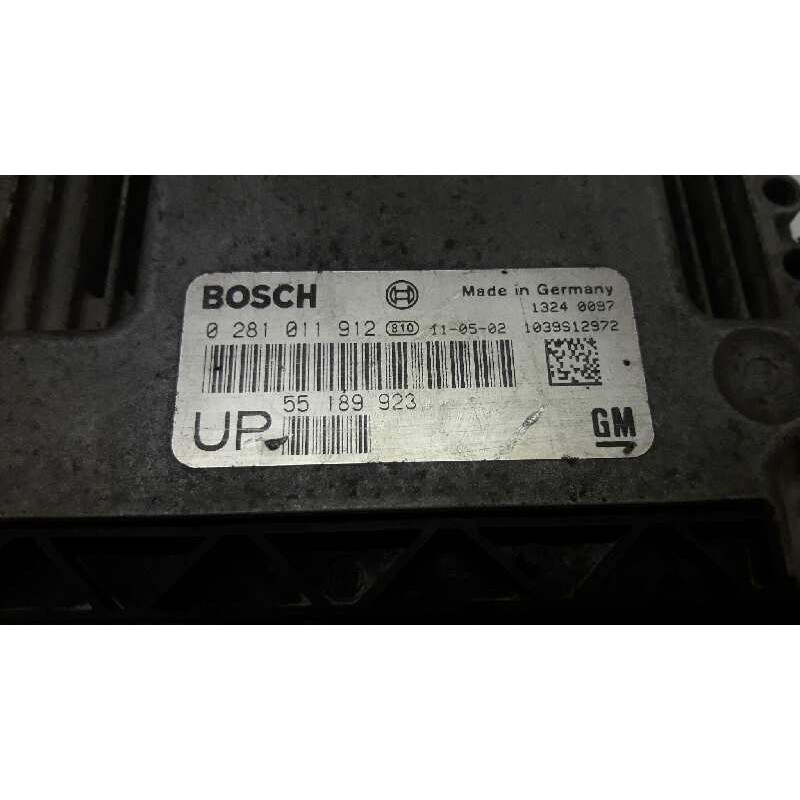 BOSCH
Made in Germany
1324 0097
0 281 011 912 810 11-05-02 1039S12972
55 189 923
UP
GM